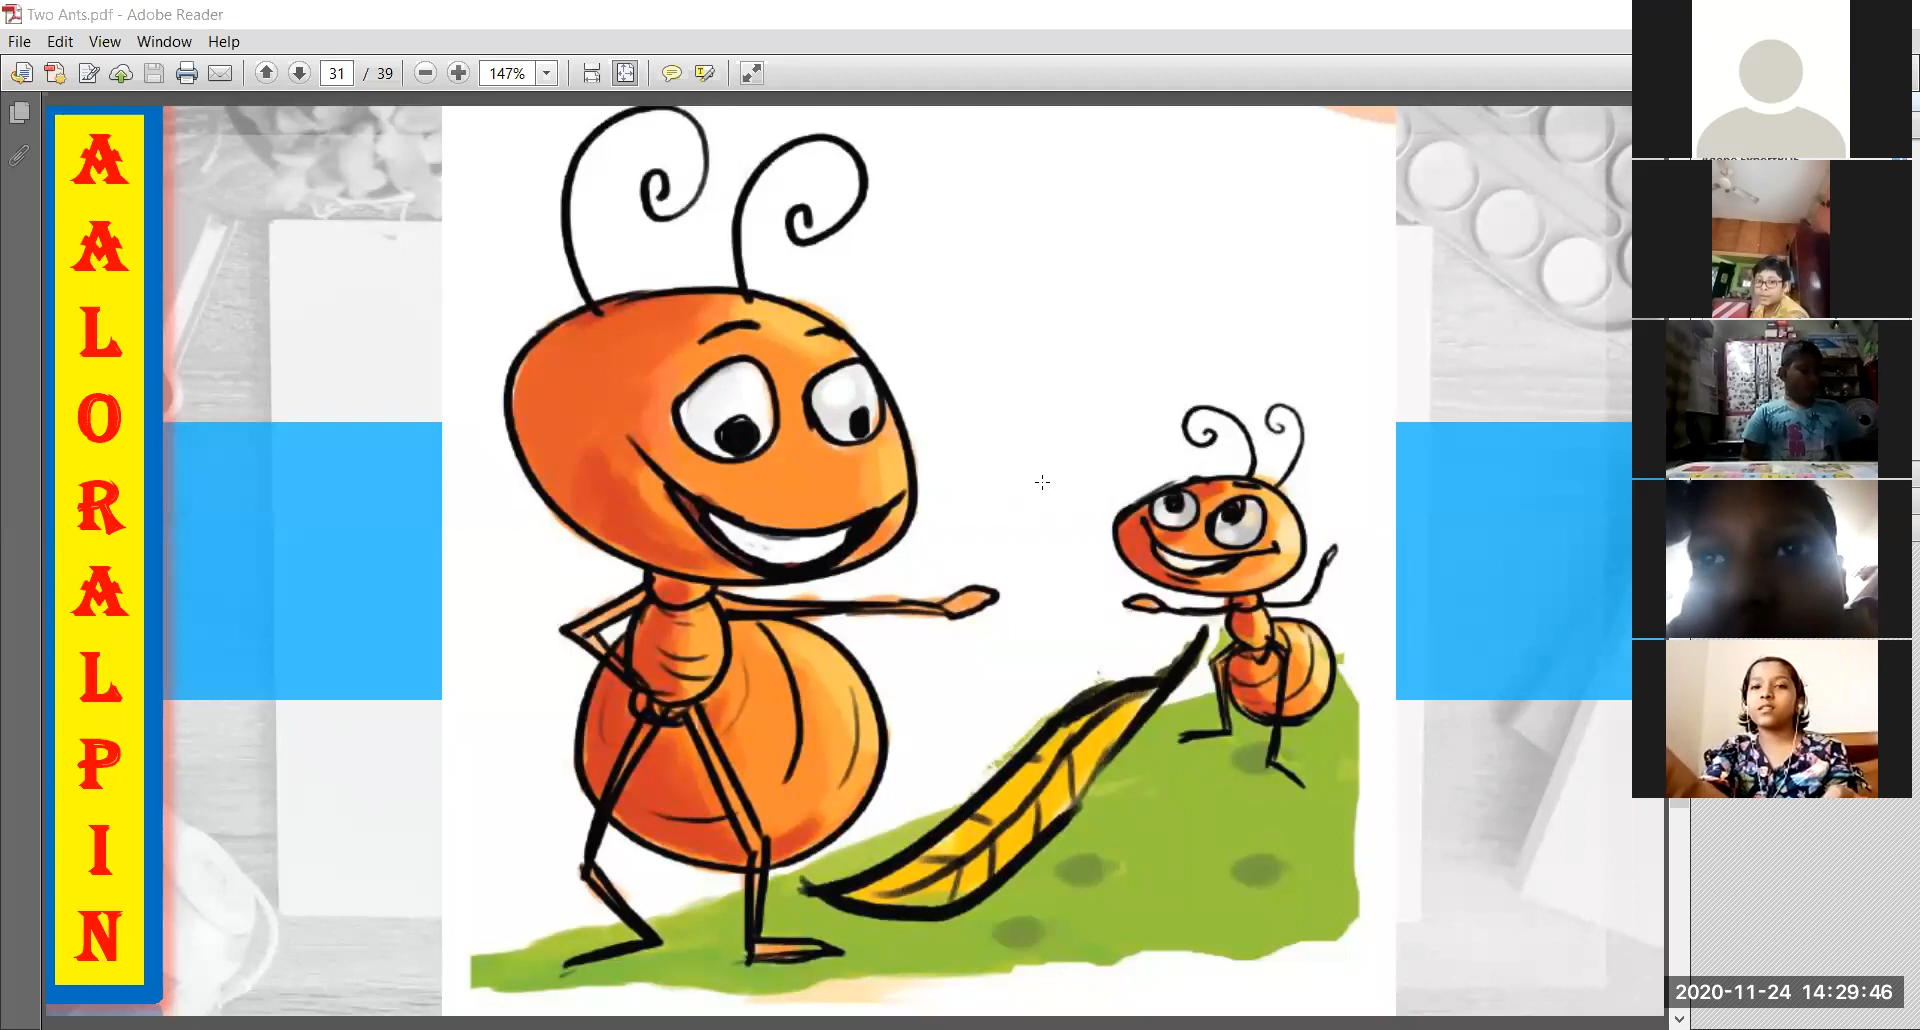 Two Ants.pdf - Adobe Reader
File Edit View Window Help
31 / 39 147%
A
A
L
O
R
A
L
P
I
N
2020-11-24 14:29:46